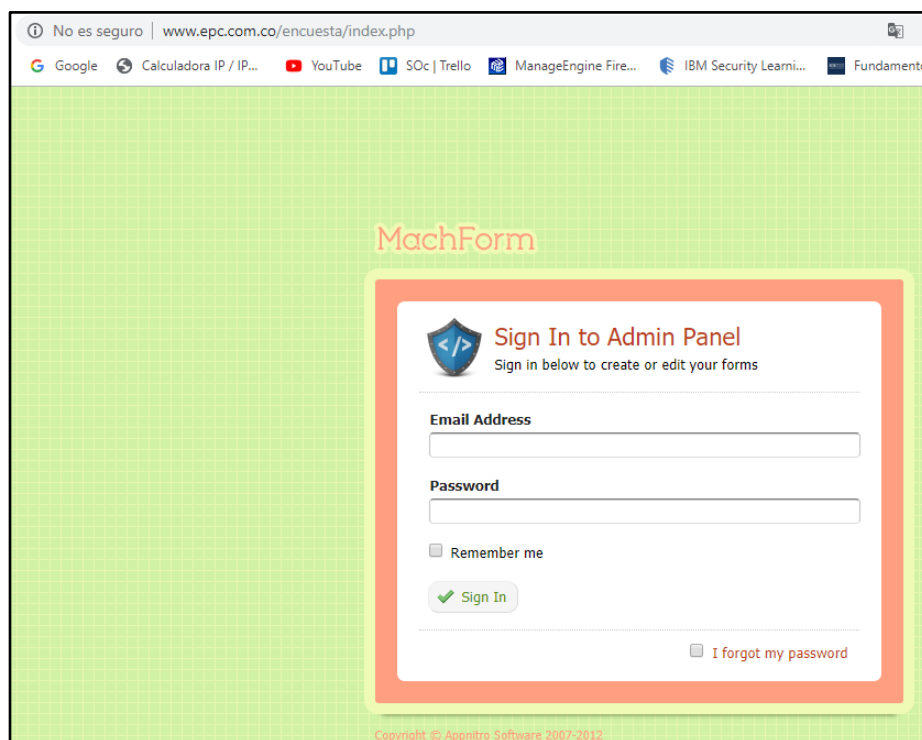 No es seguro | www.epc.com.co/encuesta/index.php
Google Calculadora IP / IP... YouTube SOc | Trello ManageEngine Fire... IBM Security Learni... Fundamento
MachForm
</> Sign In to Admin Panel
Sign in below to create or edit your forms
Email Address
Password
Remember me
Sign In
I forgot my password
Copyright © Appnitro Software 2007-2012